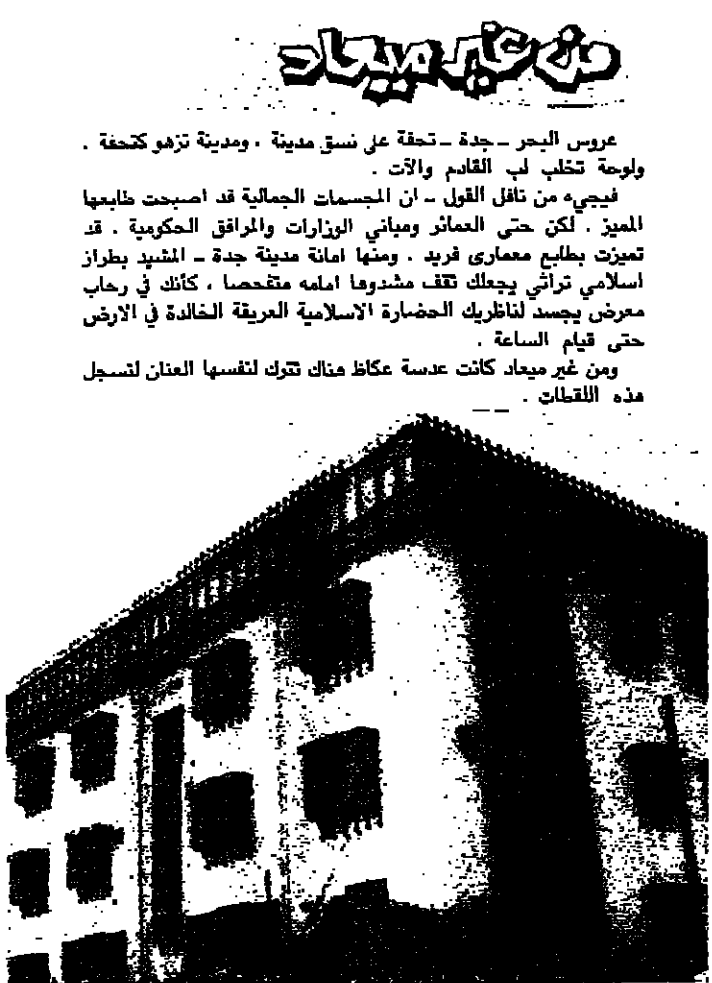 من غير ميعاد
عروس البحر ـ جدة ـ تحفة على نسق مدينة ، ومدينة تزهو كتحفة .
ولوحة تخلب لب القادم والآت .
فيجيء من نافل القول ـ ان المجسمات الجمالية قد اصبحت طابعها
المميز . لكن حتى العمائر ومباني الوزارات والمرافق الحكومية . قد
تميزت بطابع معمارى فريد . ومنها امانة مدينة جدة ـ المشيد بطراز
اسلامي تراثي يجعلك تقف مشدوها امامه متفحصا ، كأنك في رحاب
معرض يجسد لناظريك الحضارة الاسلامية العريقة الخالدة في الارض
حتى قيام الساعة .
ومن غير ميعاد كانت عدسة عكاظ هناك تترك لنفسها العنان لتسجل
هذه اللقطات .